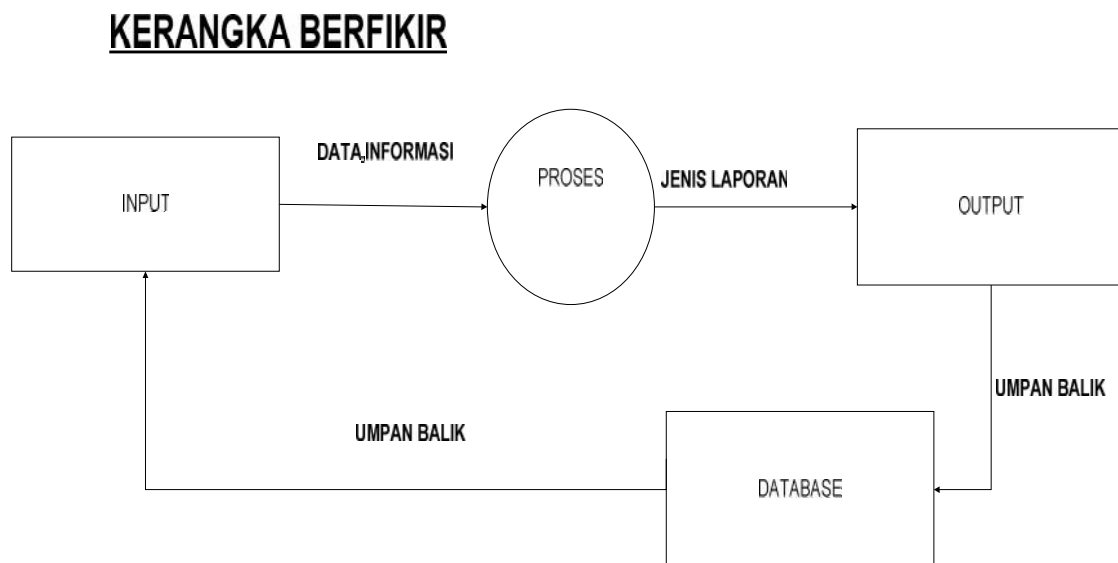 KERANGKA BERFIKIR
DATA,INFORMASI
PROSES
JENIS LAPORAN
INPUT
OUTPUT
UMPAN BALIK
UMPAN BALIK
DATABASE